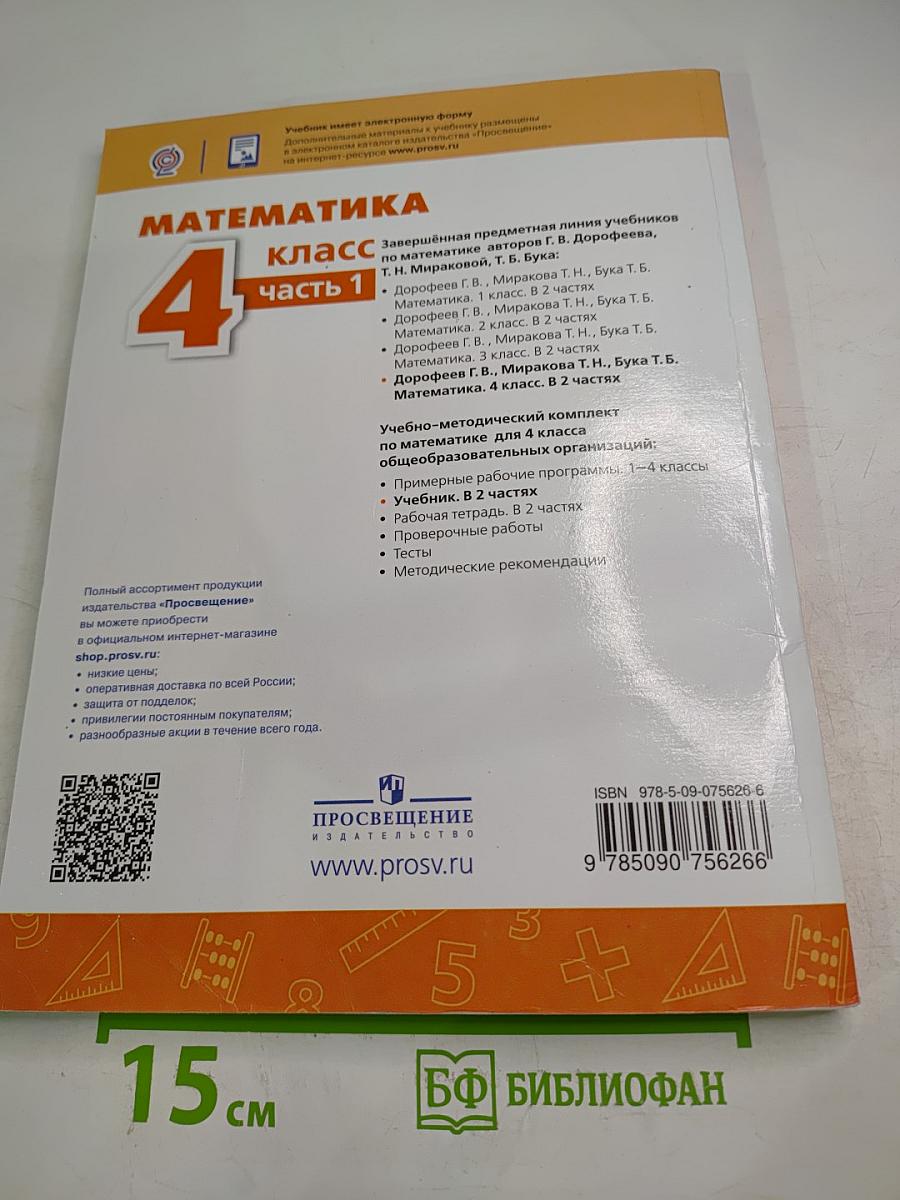 Учебник имеет электронную форму
Дополнительные материалы к учебнику размещены
в электронном каталоге издательства «Просвещение»
на интернет-ресурсе www.prosv.ru
МАТЕМАТИКА
4
класс
часть 1
Завершённая предметная линия учебников
по математике авторов Г. В. Дорофеева,
Т. Н. Мираковой, Т. Б. Бука:
• Дорофеев Г. В. , Миракова Т. Н., Бука Т. Б.
Математика. 1 класс. В 2 частях
• Дорофеев Г. В. , Миракова Т. Н., Бука Т. Б.
Математика. 2 класс. В 2 частях
• Дорофеев Г. В. , Миракова Т. Н., Бука Т. Б.
Математика. 3 класс. В 2 частях
• Дорофеев Г. В., Миракова Т. Н., Бука Т. Б.
Математика. 4 класс. В 2 частях
Учебно-методический комплект
по математике для 4 класса
общеобразовательных организаций:
• Примерные рабочие программы. 1—4 классы
• Учебник. В 2 частях
• Рабочая тетрадь. В 2 частях
• Проверочные работы
• Тесты
• Методические рекомендации
Полный ассортимент продукции
издательства «Просвещение»
вы можете приобрести
в официальном интернет-магазине
shop.prosv.ru:
• низкие цены;
• оперативная доставка по всей России;
• защита от подделок;
• привилегии постоянным покупателям;
• разнообразные акции в течение всего года.
ИП
ПРОСВЕЩЕНИЕ
ИЗДАТЕЛЬСТВО
www.prosv.ru
ISBN 978-5-09-075626-6
9 785090 756266
9 8 5 3
15 см
БФ БИБЛИОФАН